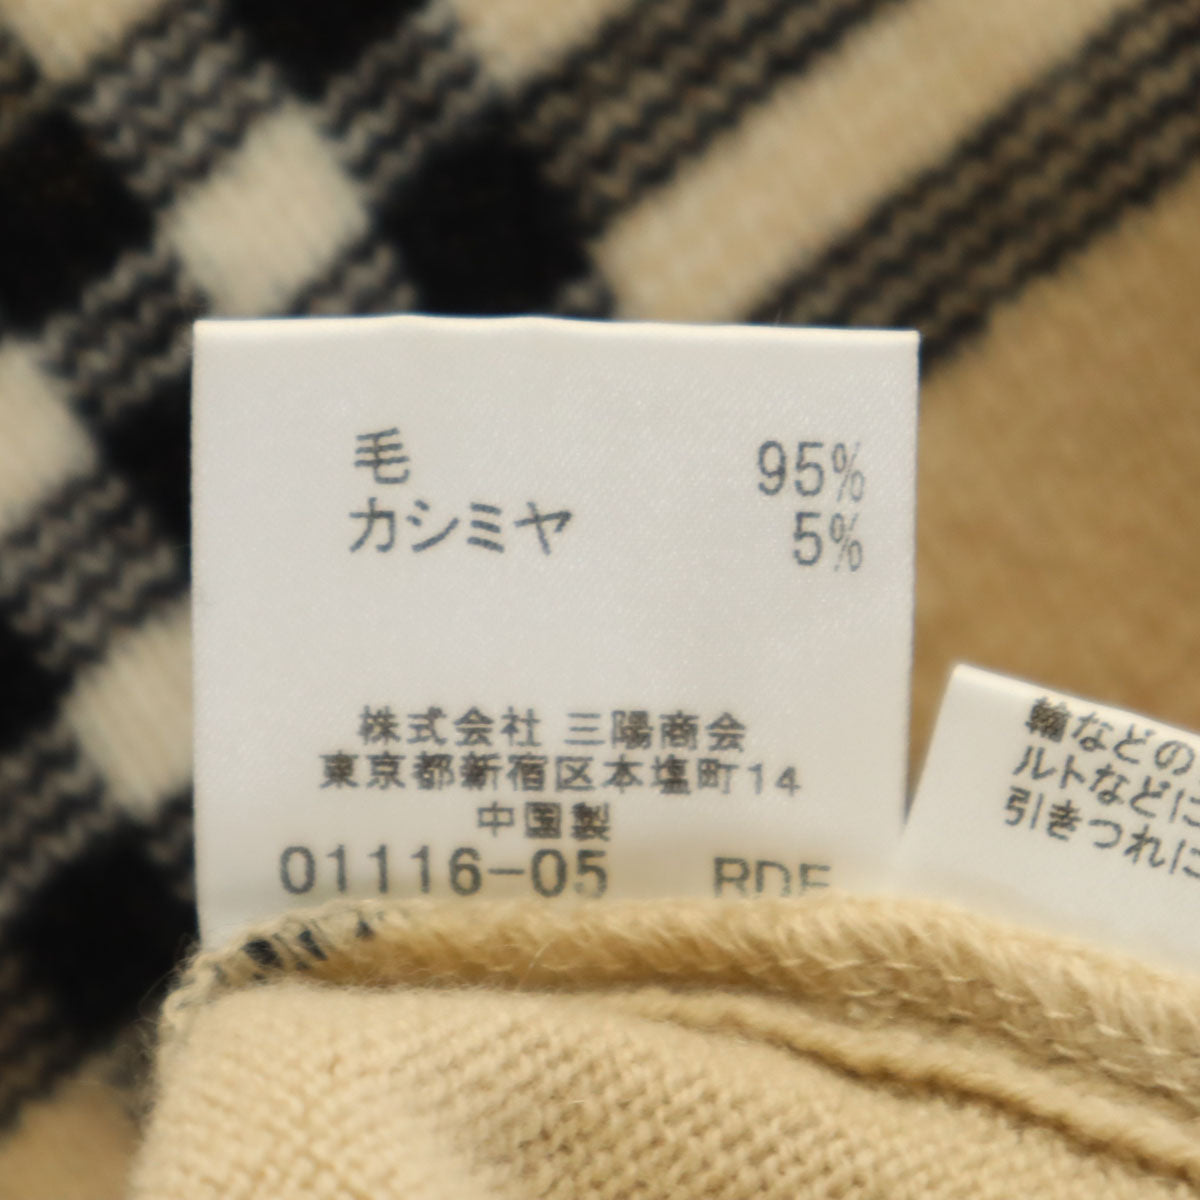 毛 95%
カシミヤ 5%
株式会社 三陽商会
東京都新宿区本塩町14
中国製
01116-05 RDE
輪などの
ルトなどに
引きつれに